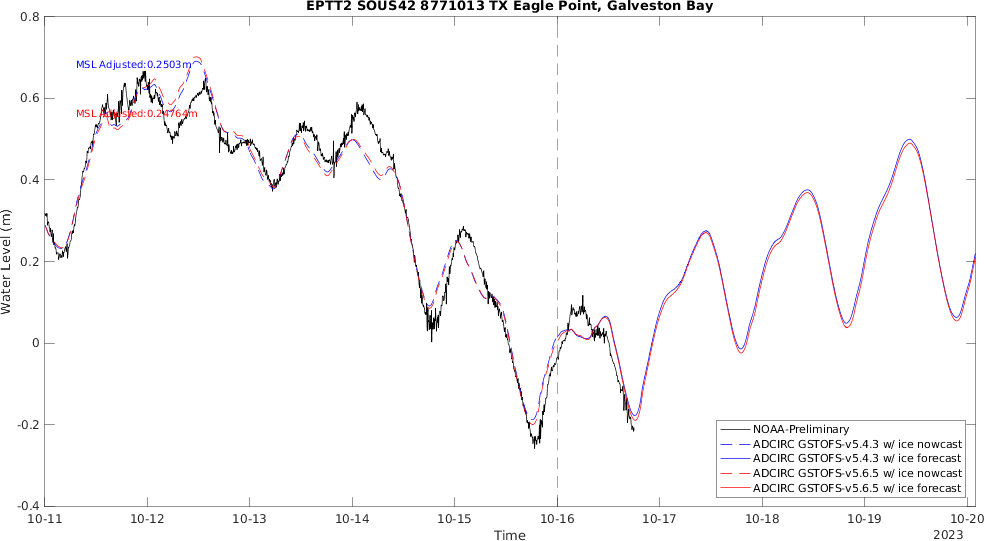 EPTT2 SOUS42 8771013 TX Eagle Point, Galveston Bay
0.8
MSL Adjusted:0.2503m
0.6
MSL Adjusted:0.24764m
0.4
0.2
0
-0.2
-0.4
Water Level (m)
NOAA-Preliminary
ADCIRC GSTOFS-v5.4.3 w/ ice nowcast
ADCIRC GSTOFS-v5.4.3 w/ ice forecast
ADCIRC GSTOFS-v5.6.5 w/ ice nowcast
ADCIRC GSTOFS-v5.6.5 w/ ice forecast
10-11 10-12 10-13 10-14 10-15 10-16 10-17 10-18 10-19 10-20
Time
2023